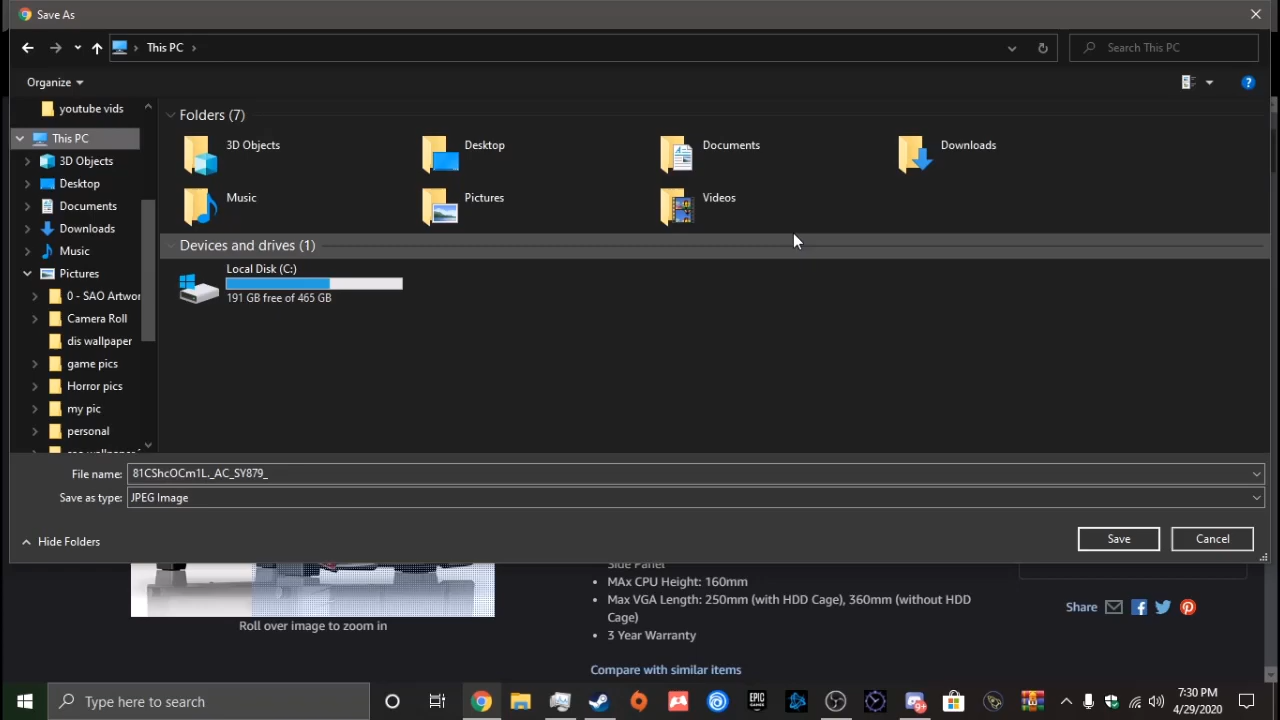 Save As
This PC
Search This PC
Organize
youtube vids
This PC
3D Objects
Desktop
Documents
Downloads
Music
Pictures
0 - SAO Artwor
Camera Roll
dis wallpaper
game pics
Horror pics
my pic
personal
Folders (7)
3D Objects
Desktop
Documents
Downloads
Music
Pictures
Videos
Devices and drives (1)
Local Disk (C:)
191 GB free of 465 GB
File name: 81CShcOCm1L._AC_SY879_
Save as type: JPEG Image
Hide Folders
Save
Cancel
Roll over image to zoom in
Side Panel
• MAx CPU Height: 160mm
• Max VGA Length: 250mm (with HDD Cage), 360mm (without HDD
Cage)
• 3 Year Warranty
Compare with similar items
Share
Type here to search
EPIC
GAMES
7:30 PM
4/29/2020